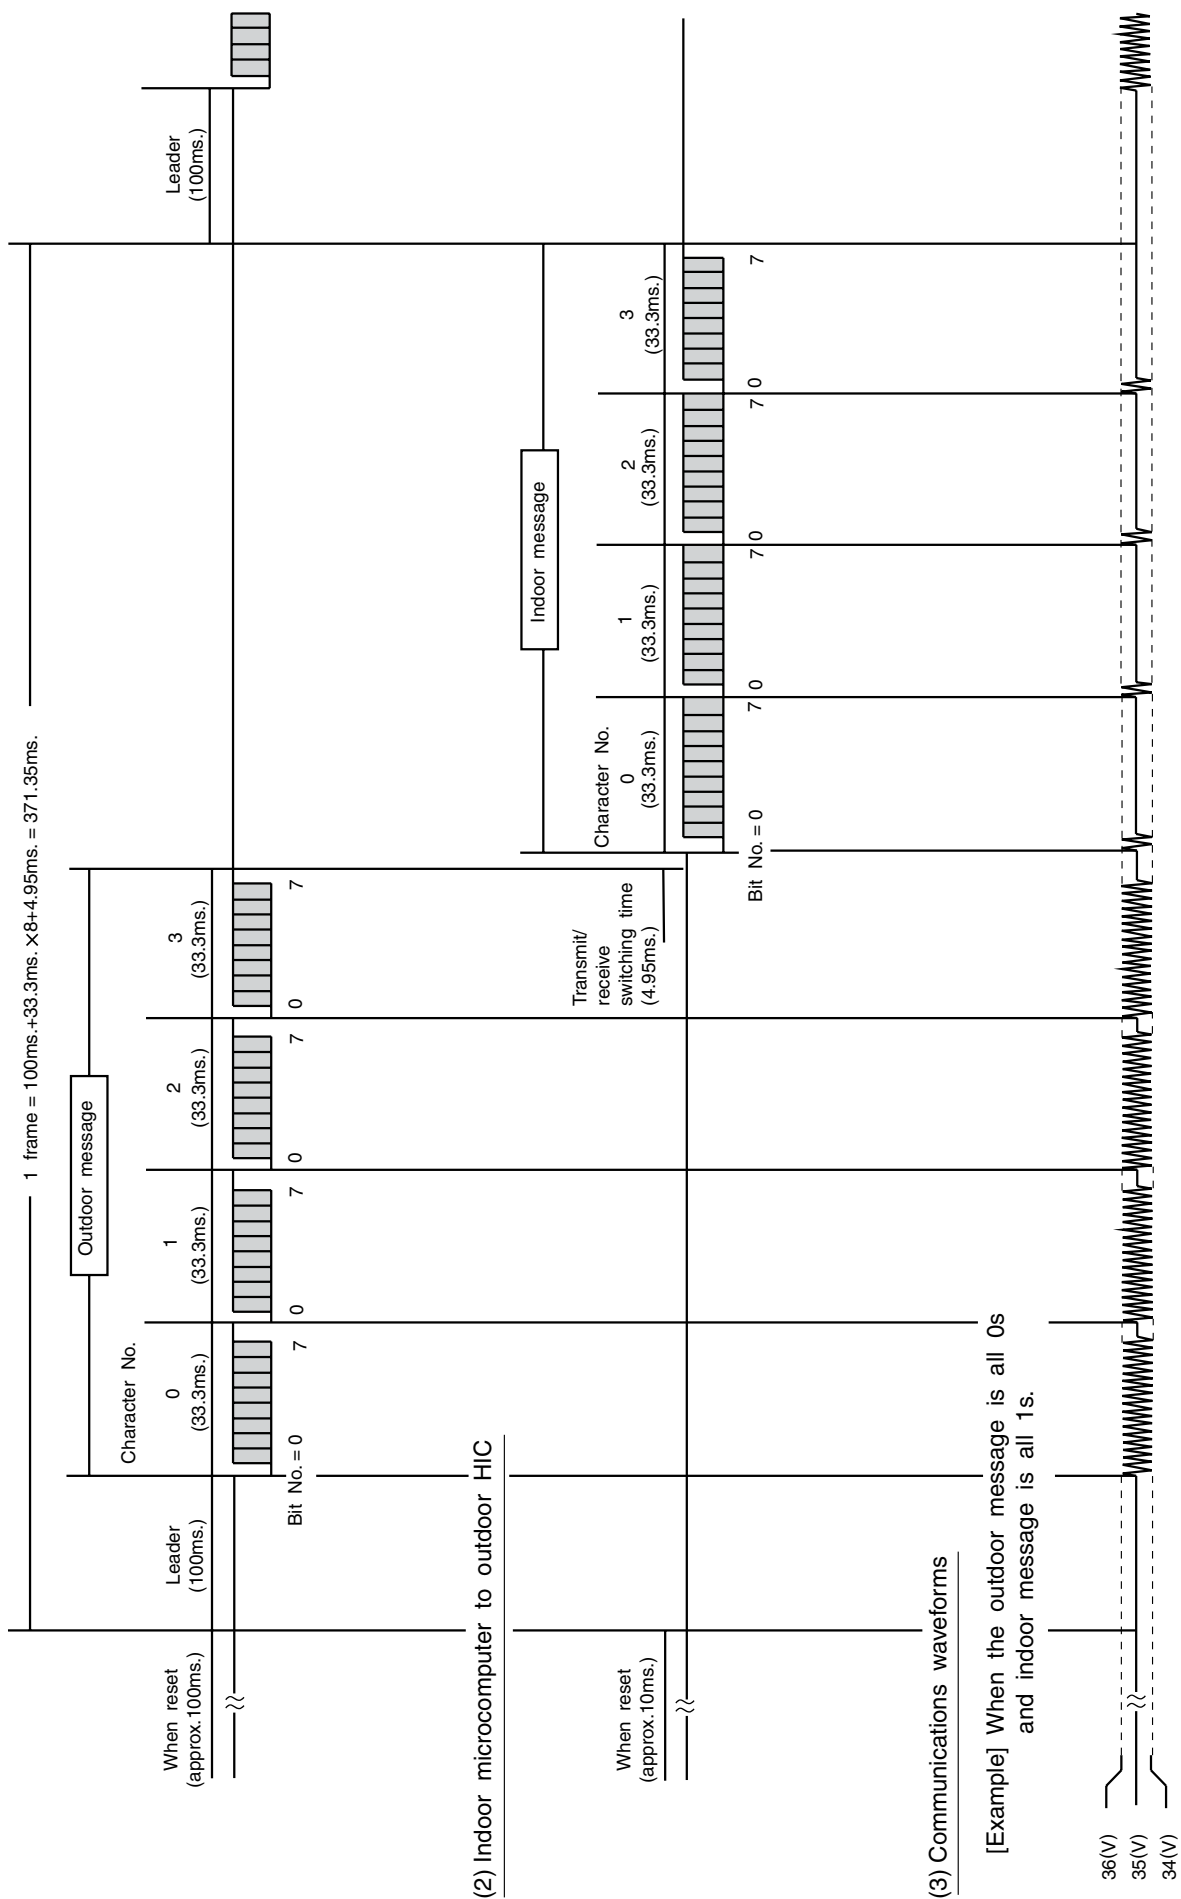 1 frame = 100ms.+33.3ms. ×8+4.95ms. = 371.35ms.
Outdoor message
Character No.
When reset
(approx.100ms.)
Leader
(100ms.)
0
(33.3ms.)
1
(33.3ms.)
2
(33.3ms.)
3
(33.3ms.)
Leader
(100ms.)
Bit No. = 0
7
0
7
0
7
0
7
(2) Indoor microcomputer to outdoor HIC
Indoor message
Transmit/
receive
switching time
(4.95ms.)
Character No.
When reset
(approx.10ms.)
0
(33.3ms.)
1
(33.3ms.)
2
(33.3ms.)
3
(33.3ms.)
Bit No. = 0
7
0
7
0
7
0
7
(3) Communications waveforms
[Example] When the outdoor message is all 0s
and indoor message is all 1s.
36(V)
35(V)
34(V)